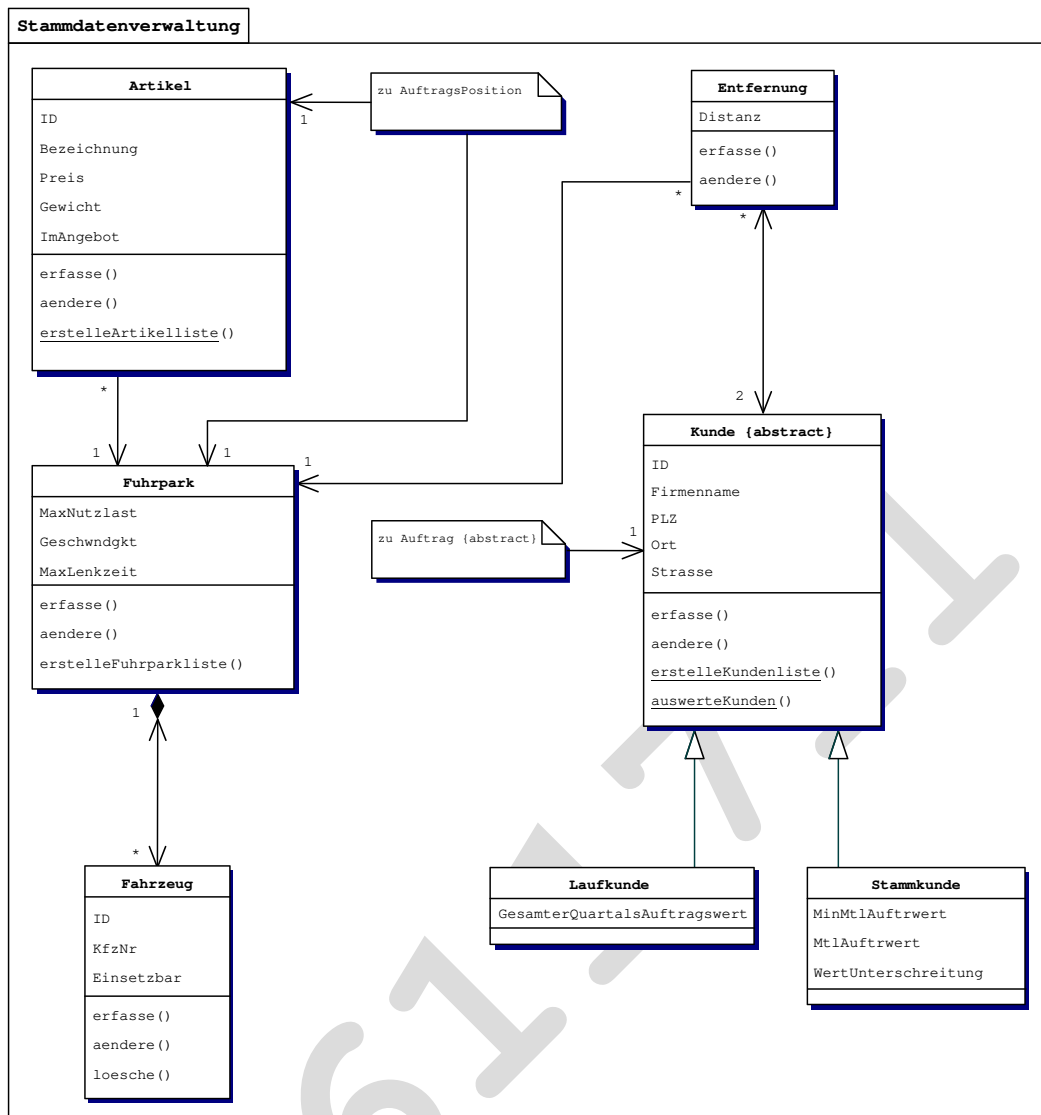 Stammdatenverwaltung
Artikel
ID
Bezeichnung
Preis
Gewicht
ImAngebot
erfasse()
aendere()
erstelleArtikelliste()
zu AuftragsPosition
1
Entfernung
Distanz
erfasse()
aendere()
*
*
*
1
1
1
2
Fuhrpark
MaxNutzlast
Geschwndgkt
MaxLenkzeit
erfasse()
aendere()
erstelleFuhrparkliste()
zu Auftrag {abstract}
1
Kunde {abstract}
ID
Firmenname
PLZ
Ort
Strasse
erfasse()
aendere()
erstelleKundenliste()
auswerteKunden()
1
*
Fahrzeug
ID
KfzNr
Einsetzbar
erfasse()
aendere()
loesche()
Laufkunde
GesamterQuartalsAuftragswert
Stammkunde
MinMtlAuftrwert
MtlAuftrwert
WertUnterschreitung